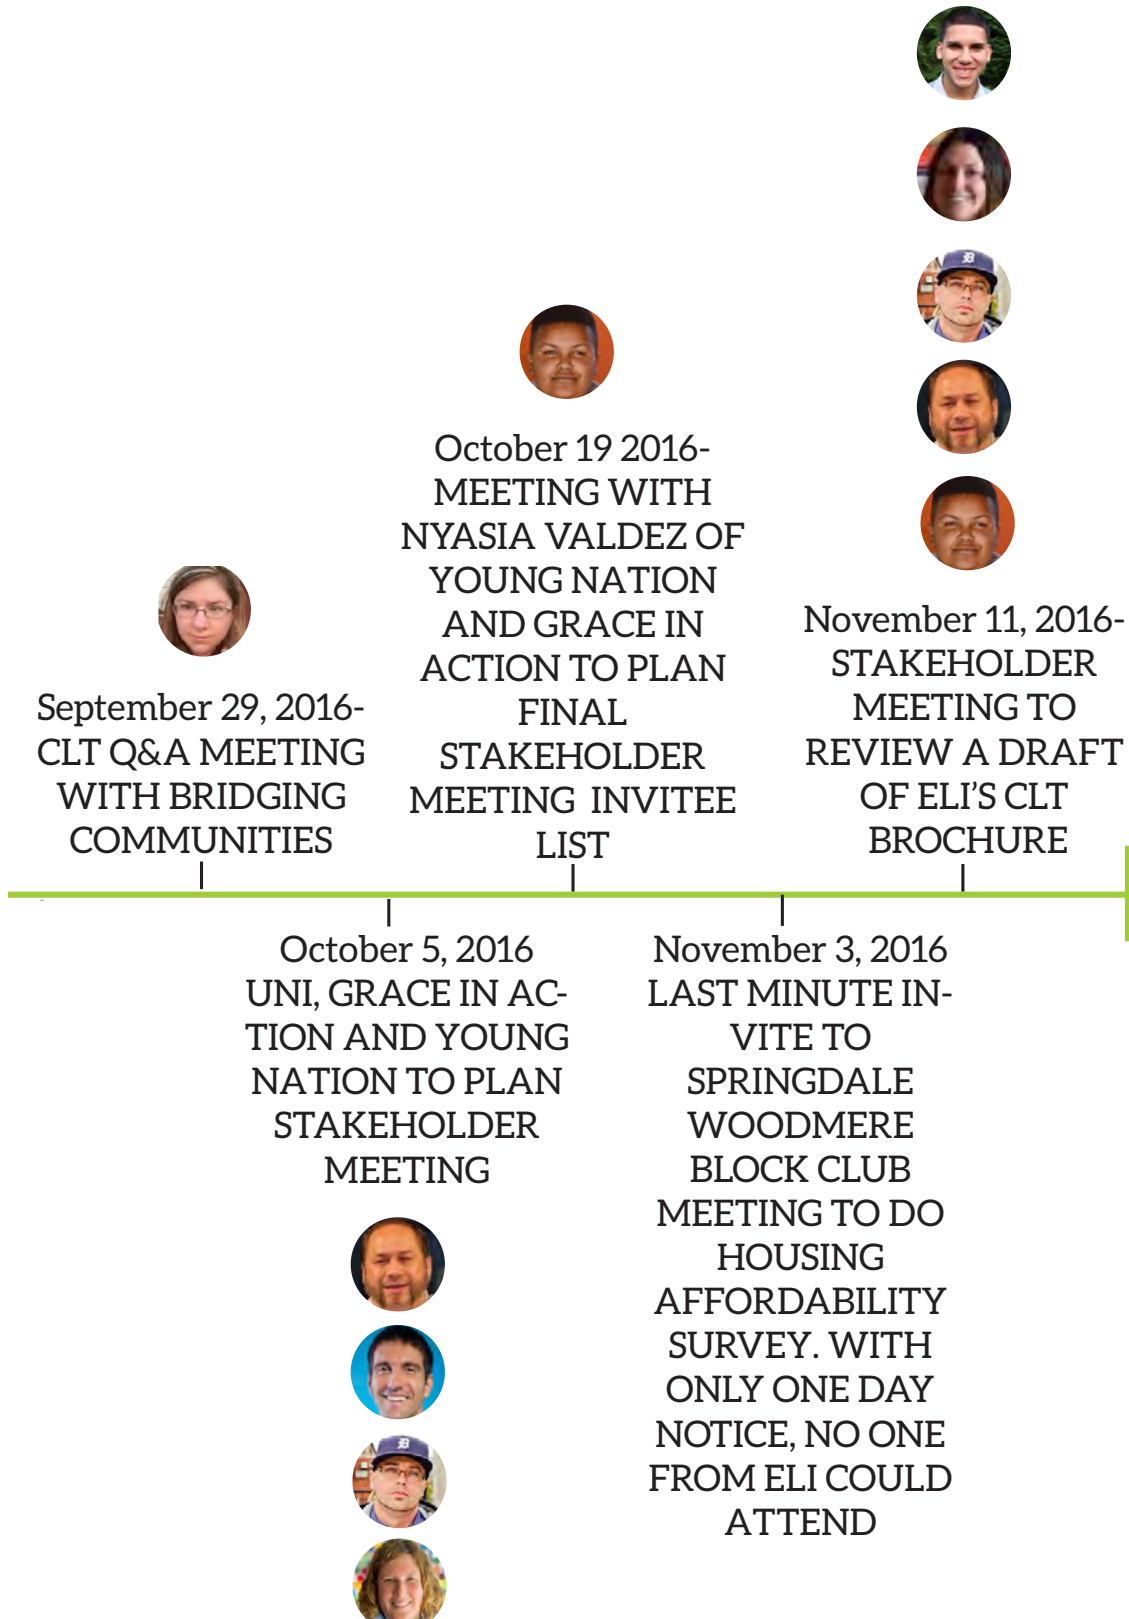 September 29, 2016-
CLT Q&A MEETING
WITH BRIDGING
COMMUNITIES
October 5, 2016
UNI, GRACE IN AC-
TION AND YOUNG
NATION TO PLAN
STAKEHOLDER
MEETING
October 19 2016-
MEETING WITH
NYASIA VALDEZ OF
YOUNG NATION
AND GRACE IN
ACTION TO PLAN
FINAL
STAKEHOLDER
MEETING INVITEE
LIST
November 3, 2016
LAST MINUTE IN-
VITE TO
SPRINGDALE
WOODMERE
BLOCK CLUB
MEETING TO DO
HOUSING
AFFORDABILITY
SURVEY. WITH
ONLY ONE DAY
NOTICE, NO ONE
FROM ELI COULD
ATTEND
November 11, 2016-
STAKEHOLDER
MEETING TO
REVIEW A DRAFT
OF ELI’S CLT
BROCHURE